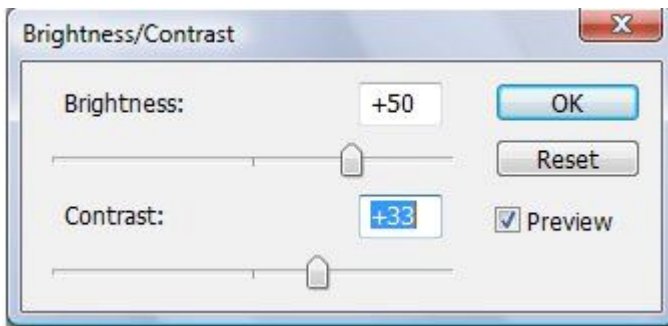 Brightness/Contrast
Brightness: +50 OK
Reset
Contrast: +33 Preview